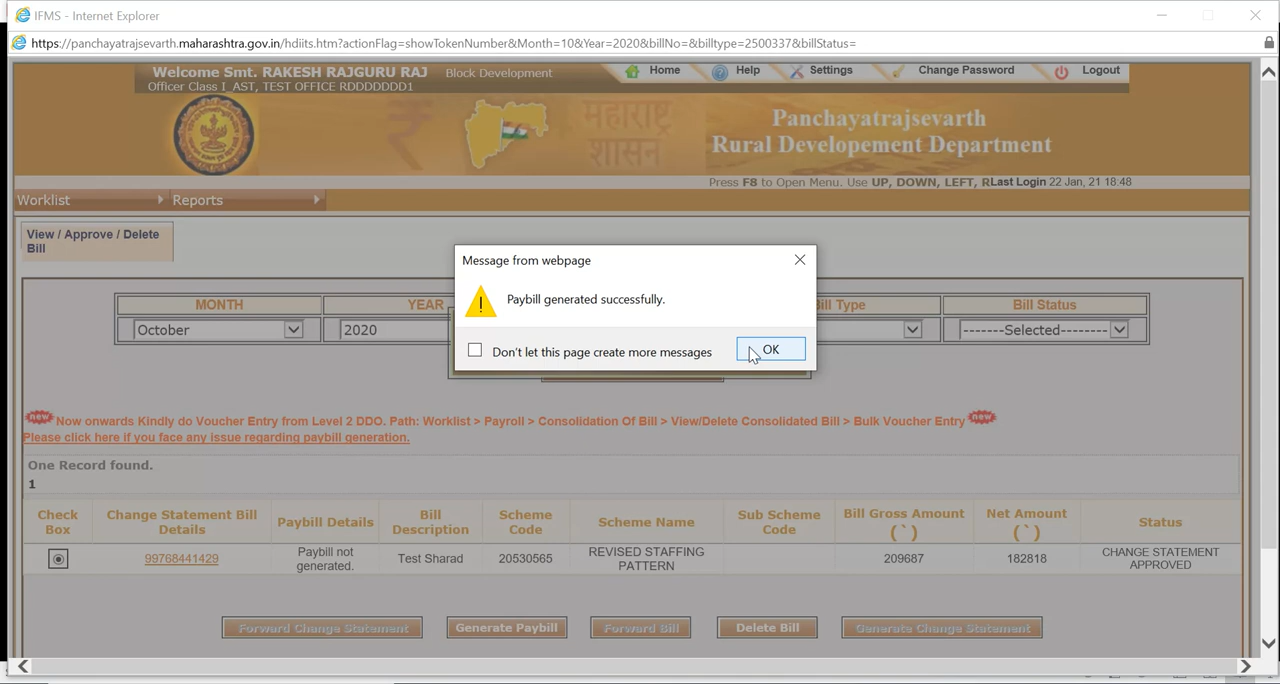 IFMS - Internet Explorer
https://panchayatrajsevarth.maharashtra.gov.in/hdiits.htm?actionFlag=showTokenNumber&Month=10&Year=2020&billNo=&billtype=2500337&billStatus=
Welcome Smt. RAKESH RAJGURU RAJ Block Development
Officer Class I_AST, TEST OFFICE RDDDDDDD1
Home Help Settings Change Password Logout
महाराष्ट्र
शासन
Panchayatrajsevarth
Rural Developement Department
Press F8 to Open Menu. Use UP, DOWN, LEFT, R Last Login 22 Jan, 21 18:48
Worklist Reports
View / Approve / Delete
Bill
Message from webpage
Paybill generated successfully.
Don't let this page create more messages OK
MONTH YEAR Bill Type Bill Status
October 2020 -------Selected--------
new Now onwards Kindly do Voucher Entry from Level 2 DDO. Path: Worklist > Payroll > Consolidation Of Bill > View/Delete Consolidated Bill > Bulk Voucher Entry new
Please click here if you face any issue regarding paybill generation.
One Record found.
1
Check Box Change Statement Bill Details Paybill Details Bill Description Scheme Code Scheme Name Sub Scheme Code Bill Gross Amount ( ` ) Net Amount ( ` ) Status
99768441429 Paybill not generated. Test Sharad 20530565 REVISED STAFFING PATTERN 209687 182818 CHANGE STATEMENT APPROVED
Forward Change Statement Generate Paybill Forward Bill Delete Bill Generate Change Statement